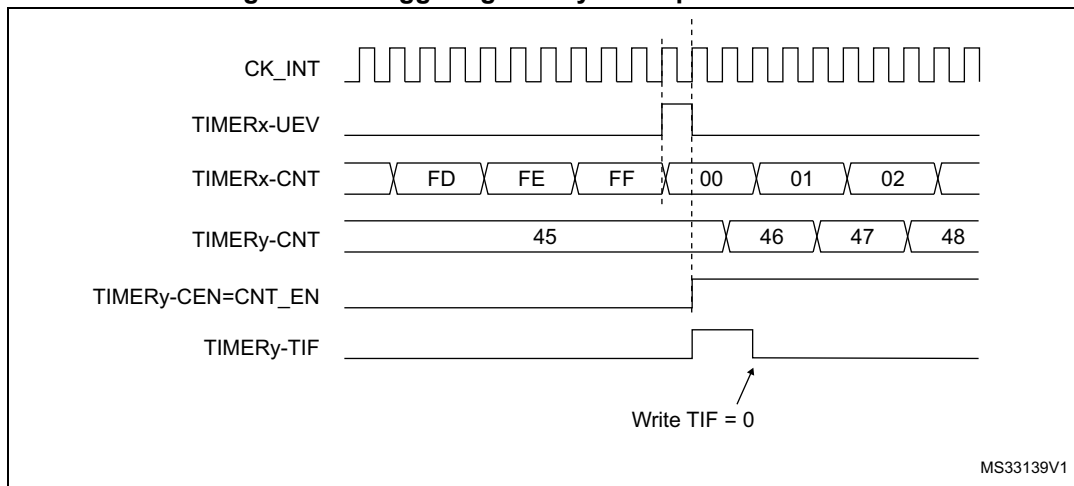 CK_INT
TIMERx-UEV
TIMERx-CNT FD FE FF 00 01 02
TIMERy-CNT 45 46 47 48
TIMERy-CEN=CNT_EN
TIMERy-TIF
Write TIF = 0
MS33139V1